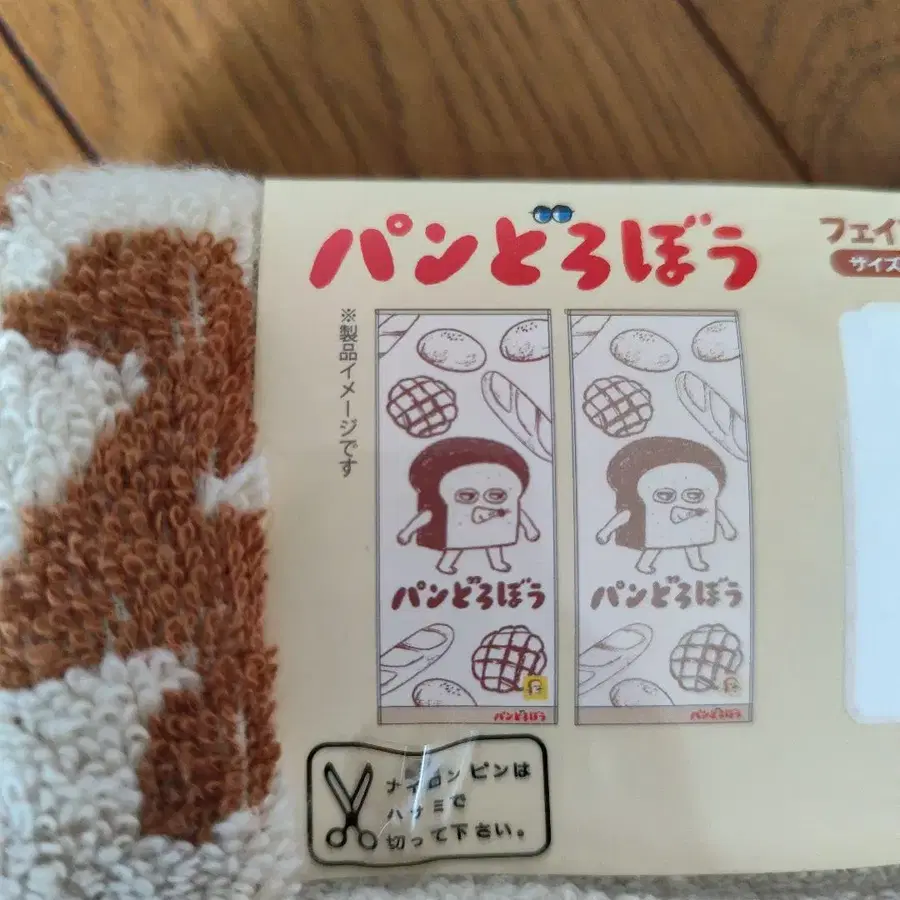 パンどろぼう
フェイ
サイズ
※製品イメージです
パンどろぼう
パンどろぼう
パンどろぼう
パンどろぼう
ナイロンピンは
ハサミで
切って下さい。